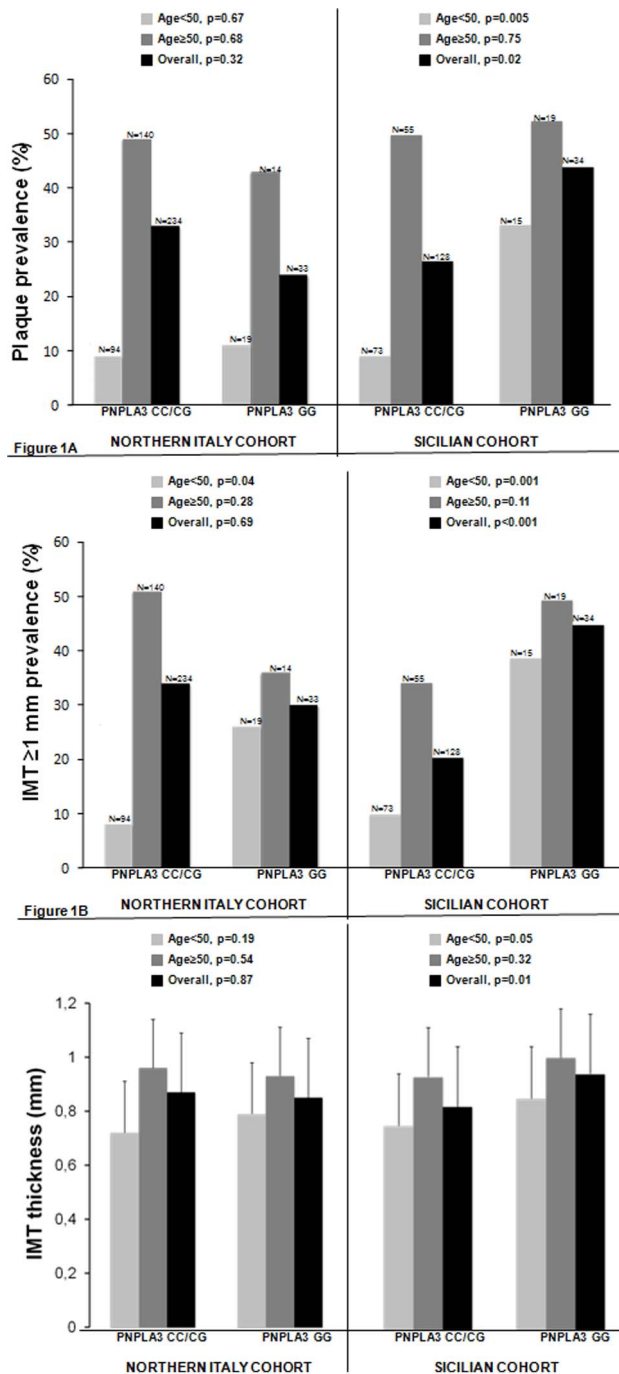 Age<50, p=0.67
Age≥50, p=0.68
Overall, p=0.32
Age<50, p=0.005
Age≥50, p=0.75
Overall, p=0.02
Plaque prevalence (%)
60
50
40
30
20
10
0
N=94
N=140
N=234
N=19
N=14
N=33
N=73
N=55
N=128
N=15
N=19
N=34
PNPLA3 CC/CG
PNPLA3 GG
PNPLA3 CC/CG
PNPLA3 GG
Figure 1A
NORTHERN ITALY COHORT
SICILIAN COHORT
Age<50, p=0.04
Age≥50, p=0.28
Overall, p=0.69
Age<50, p=0.001
Age≥50, p=0.11
Overall, p<0.001
IMT ≥1 mm prevalence (%)
60
50
40
30
20
10
0
N=94
N=140
N=234
N=19
N=14
N=33
N=73
N=55
N=128
N=15
N=19
N=34
PNPLA3 CC/CG
PNPLA3 GG
PNPLA3 CC/CG
PNPLA3 GG
Figure 1B
NORTHERN ITALY COHORT
SICILIAN COHORT
Age<50, p=0.19
Age≥50, p=0.54
Overall, p=0.87
Age<50, p=0.05
Age≥50, p=0.32
Overall, p=0.01
IMT thickness (mm)
1,2
1
0,8
0,6
0,4
0,2
0
PNPLA3 CC/CG
PNPLA3 GG
PNPLA3 CC/CG
PNPLA3 GG
NORTHERN ITALY COHORT
SICILIAN COHORT